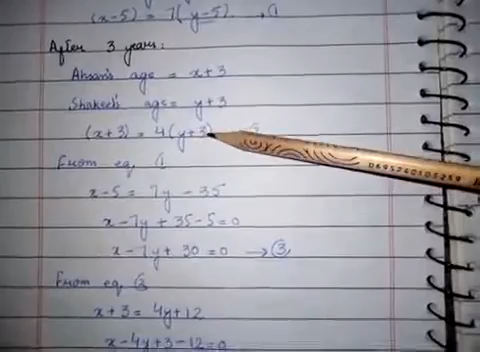 (x-5) = 7(y-5) → 1
After 3 years:
Ahsan's age = x+3
Shakeel's age = y+3
(x+3) = 4(y+3)
From eq. 1
x-5 = 7y - 35
x-7y + 35-5=0
x-7y+ 30 =0 → 3
From eq 2
x+3 = 4y+12
x-4y+3-12=0
0695260105259